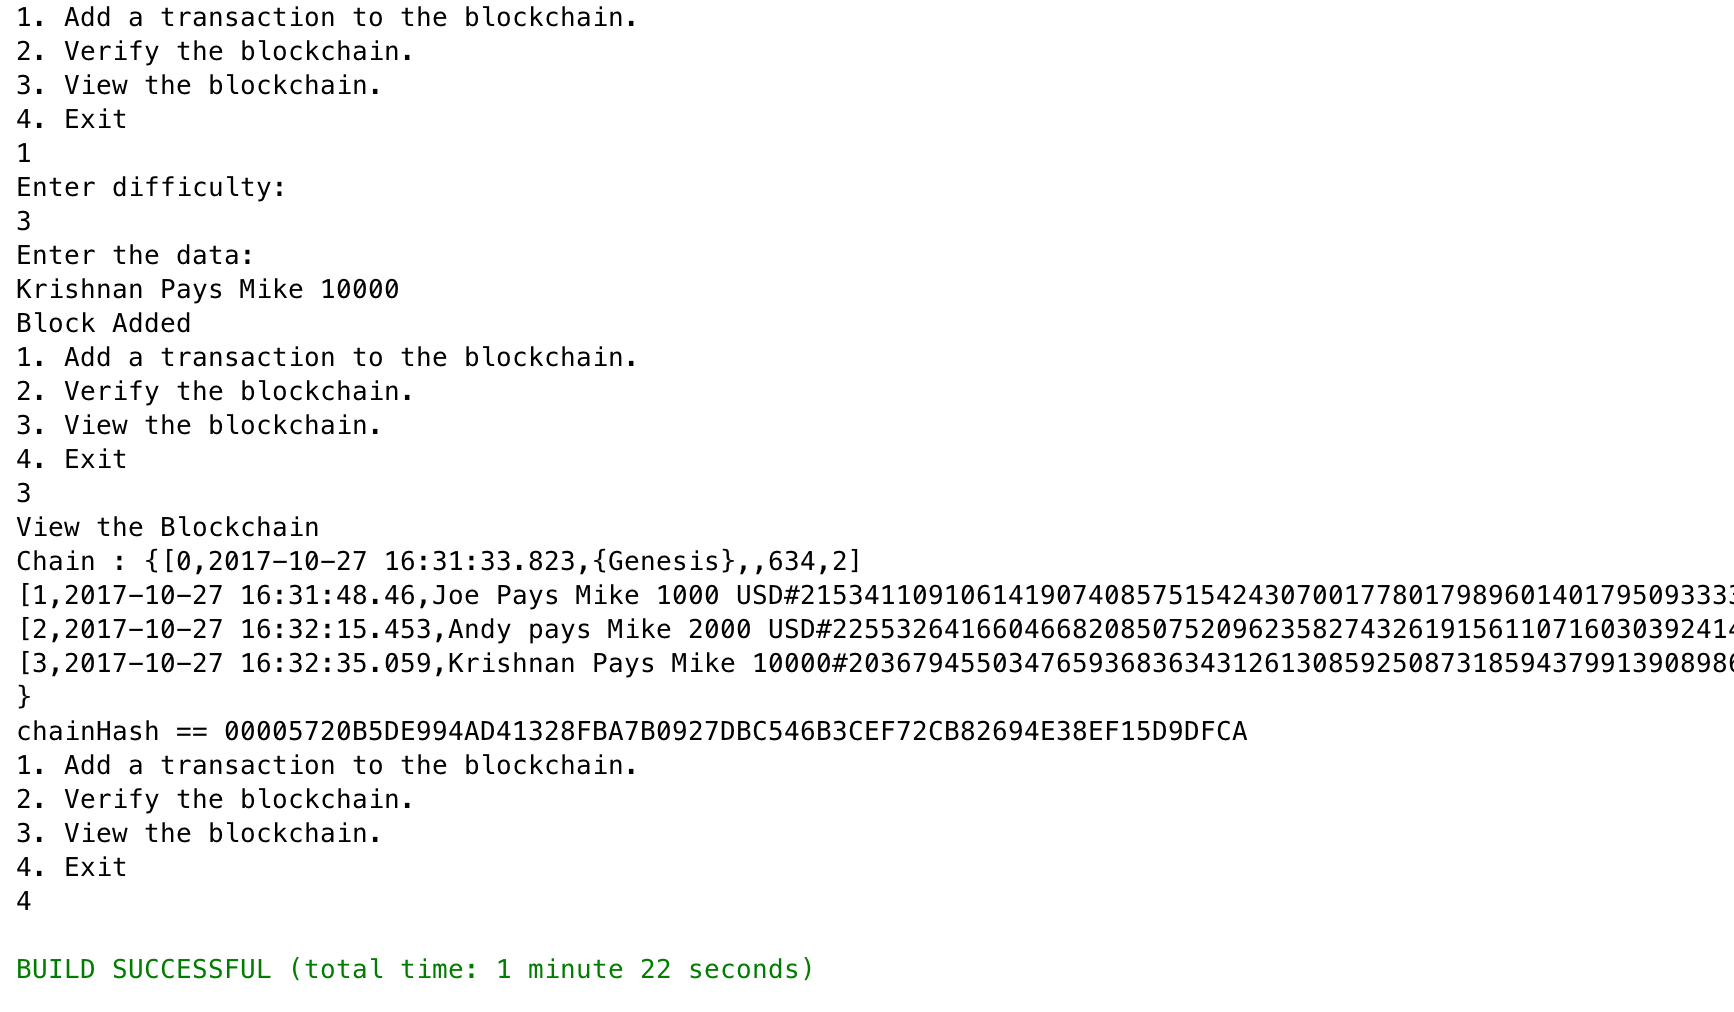 1. Add a transaction to the blockchain.
2. Verify the blockchain.
3. View the blockchain.
4. Exit
1
Enter difficulty:
3
Enter the data:
Krishnan Pays Mike 10000
Block Added
1. Add a transaction to the blockchain.
2. Verify the blockchain.
3. View the blockchain.
4. Exit
3
View the Blockchain
Chain : {[0,2017-10-27 16:31:33.823,{Genesis},,634,2]
[1,2017-10-27 16:31:48.46,Joe Pays Mike 1000 USD#21534110910614190740857515424307001778017989601401795093333
[2,2017-10-27 16:32:15.453,Andy pays Mike 2000 USD#225532641660466820850752096235827432619156110716030392414
[3,2017-10-27 16:32:35.059,Krishnan Pays Mike 10000#20367945503476593683634312613085925087318594379913908986
}
chainHash == 00005720B5DE994AD41328FBA7B0927DBC546B3CEF72CB82694E38EF15D9DFCA
1. Add a transaction to the blockchain.
2. Verify the blockchain.
3. View the blockchain.
4. Exit
4
BUILD SUCCESSFUL (total time: 1 minute 22 seconds)